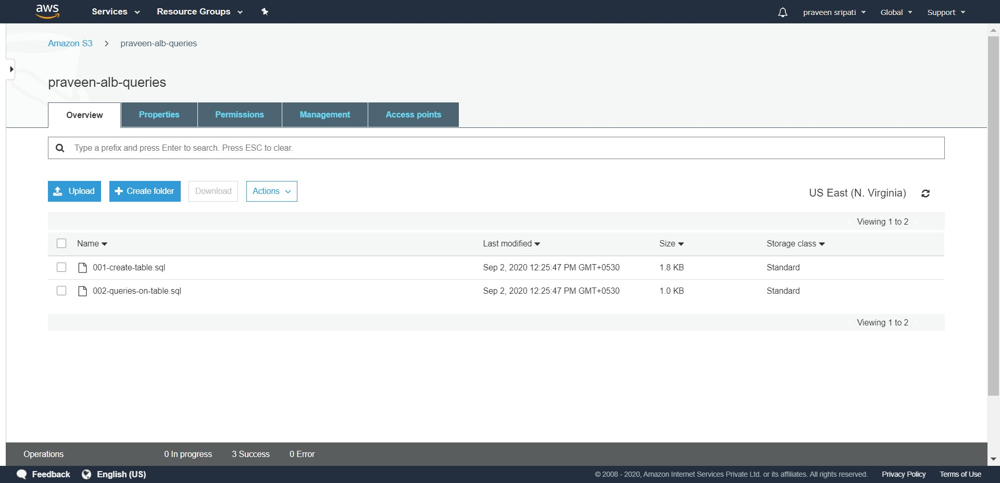 aws Services Resource Groups praveen sripati Global Support
Amazon S3 > praveen-alb-queries
praveen-alb-queries
Overview Properties Permissions Management Access points
Type a prefix and press Enter to search. Press ESC to clear.
Upload Create folder Download Actions US East (N. Virginia)
Viewing 1 to 2
Name Last modified Size Storage class
001-create-table.sql Sep 2, 2020 12:25:47 PM GMT+0530 1.8 KB Standard
002-queries-on-table.sql Sep 2, 2020 12:25:47 PM GMT+0530 1.0 KB Standard
Viewing 1 to 2
Operations 0 In progress 3 Success 0 Error
Feedback English (US) © 2008 - 2020, Amazon Internet Services Private Ltd. or its affiliates. All rights reserved. Privacy Policy Terms of Use